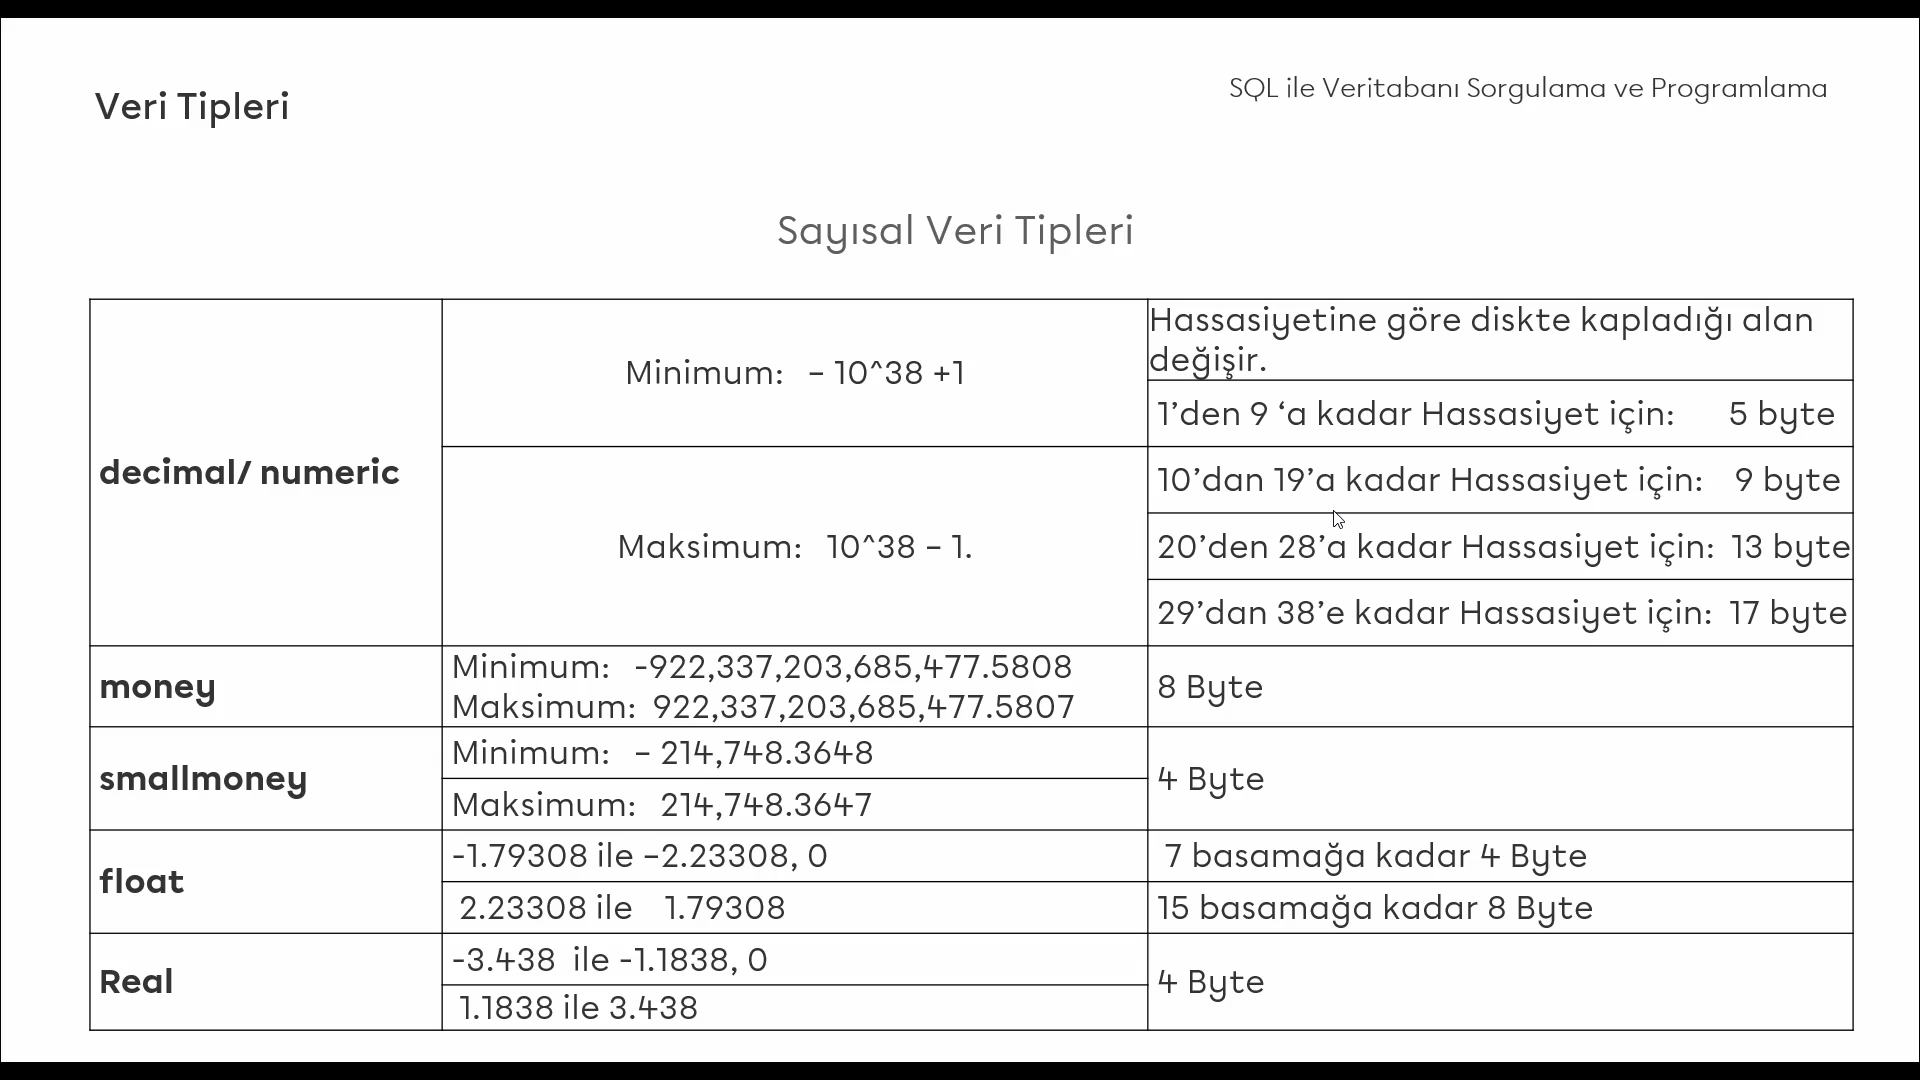 Veri Tipleri
SQL ile Veritabanı Sorgulama ve Programlama
Sayısal Veri Tipleri
decimal/ numeric
Minimum: – 10^38 +1
Maksimum: 10^38 – 1.
Hassasiyetine göre diskte kapladığı alan
değişir.
1’den 9 ‘a kadar Hassasiyet için: 5 byte
10’dan 19’a kadar Hassasiyet için: 9 byte
20’den 28’a kadar Hassasiyet için: 13 byte
29’dan 38’e kadar Hassasiyet için: 17 byte
money
Minimum: -922,337,203,685,477.5808
Maksimum: 922,337,203,685,477.5807
8 Byte
smallmoney
Minimum: – 214,748.3648
Maksimum: 214,748.3647
4 Byte
float
-1.79308 ile –2.23308, 0
7 basamağa kadar 4 Byte
2.23308 ile 1.79308
15 basamağa kadar 8 Byte
Real
-3.438 ile -1.1838, 0
1.1838 ile 3.438
4 Byte